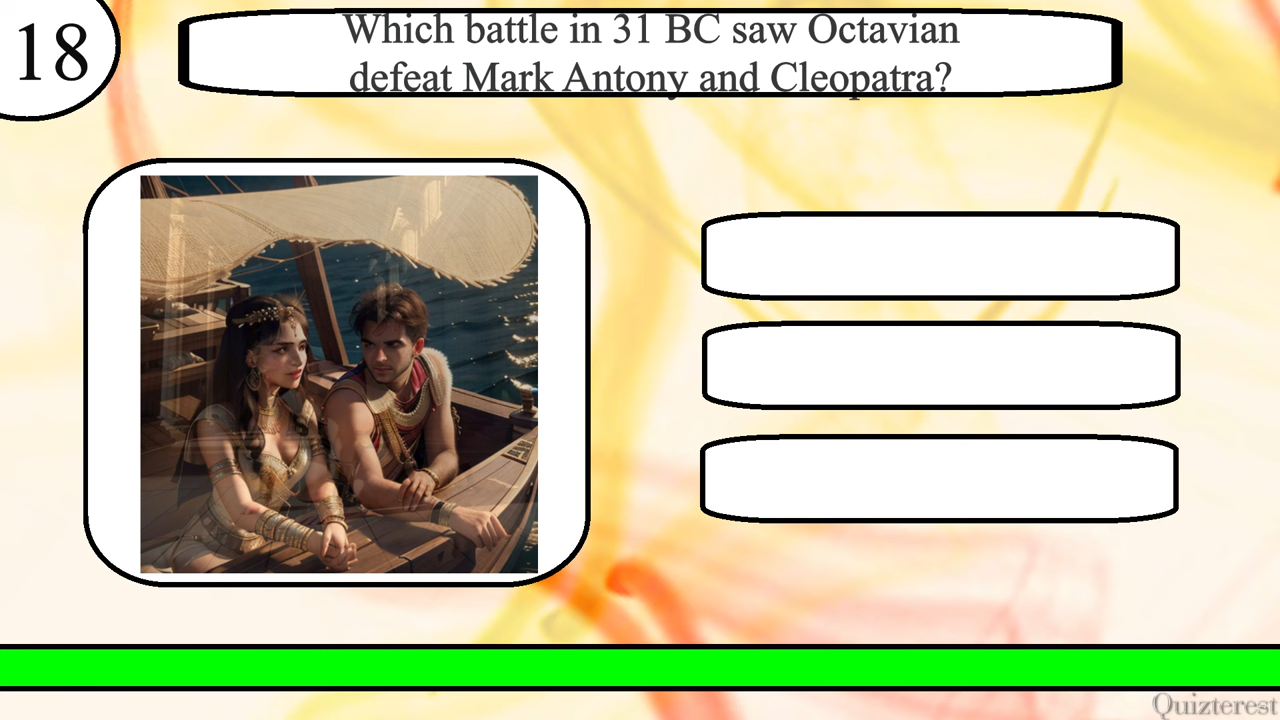 18
Which battle in 31 BC saw Octavian
defeat Mark Antony and Cleopatra?
Quizterest